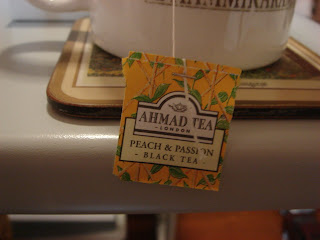 AHMAD TEA
LONDON
PEACH & PASSION
BLACK TEA